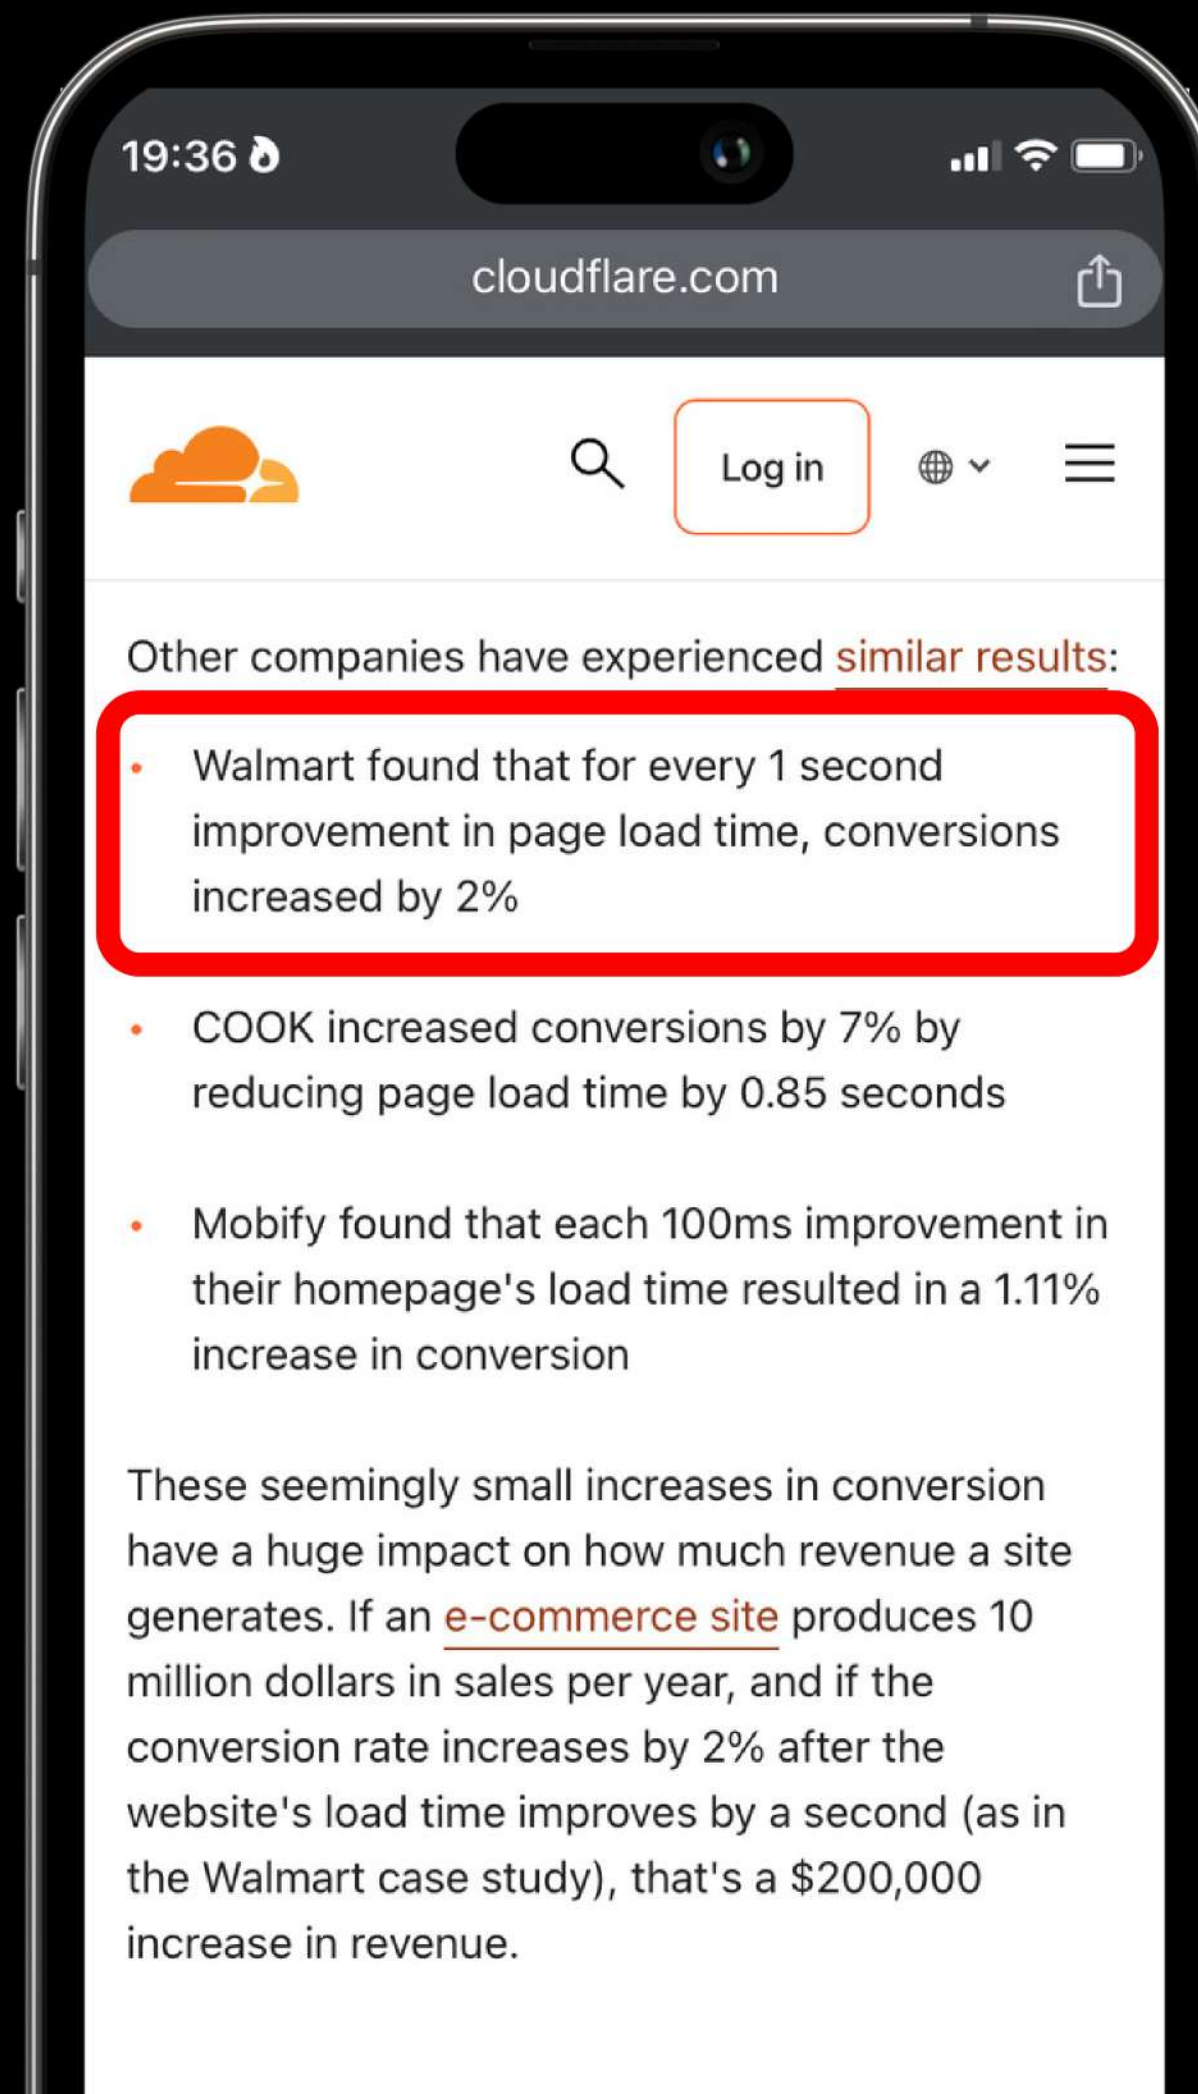 19:36
cloudflare.com
Log in
Other companies have experienced similar results:
• Walmart found that for every 1 second
improvement in page load time, conversions
increased by 2%
• COOK increased conversions by 7% by
reducing page load time by 0.85 seconds
• Mobify found that each 100ms improvement in
their homepage's load time resulted in a 1.11%
increase in conversion
These seemingly small increases in conversion
have a huge impact on how much revenue a site
generates. If an e-commerce site produces 10
million dollars in sales per year, and if the
conversion rate increases by 2% after the
website's load time improves by a second (as in
the Walmart case study), that's a $200,000
increase in revenue.